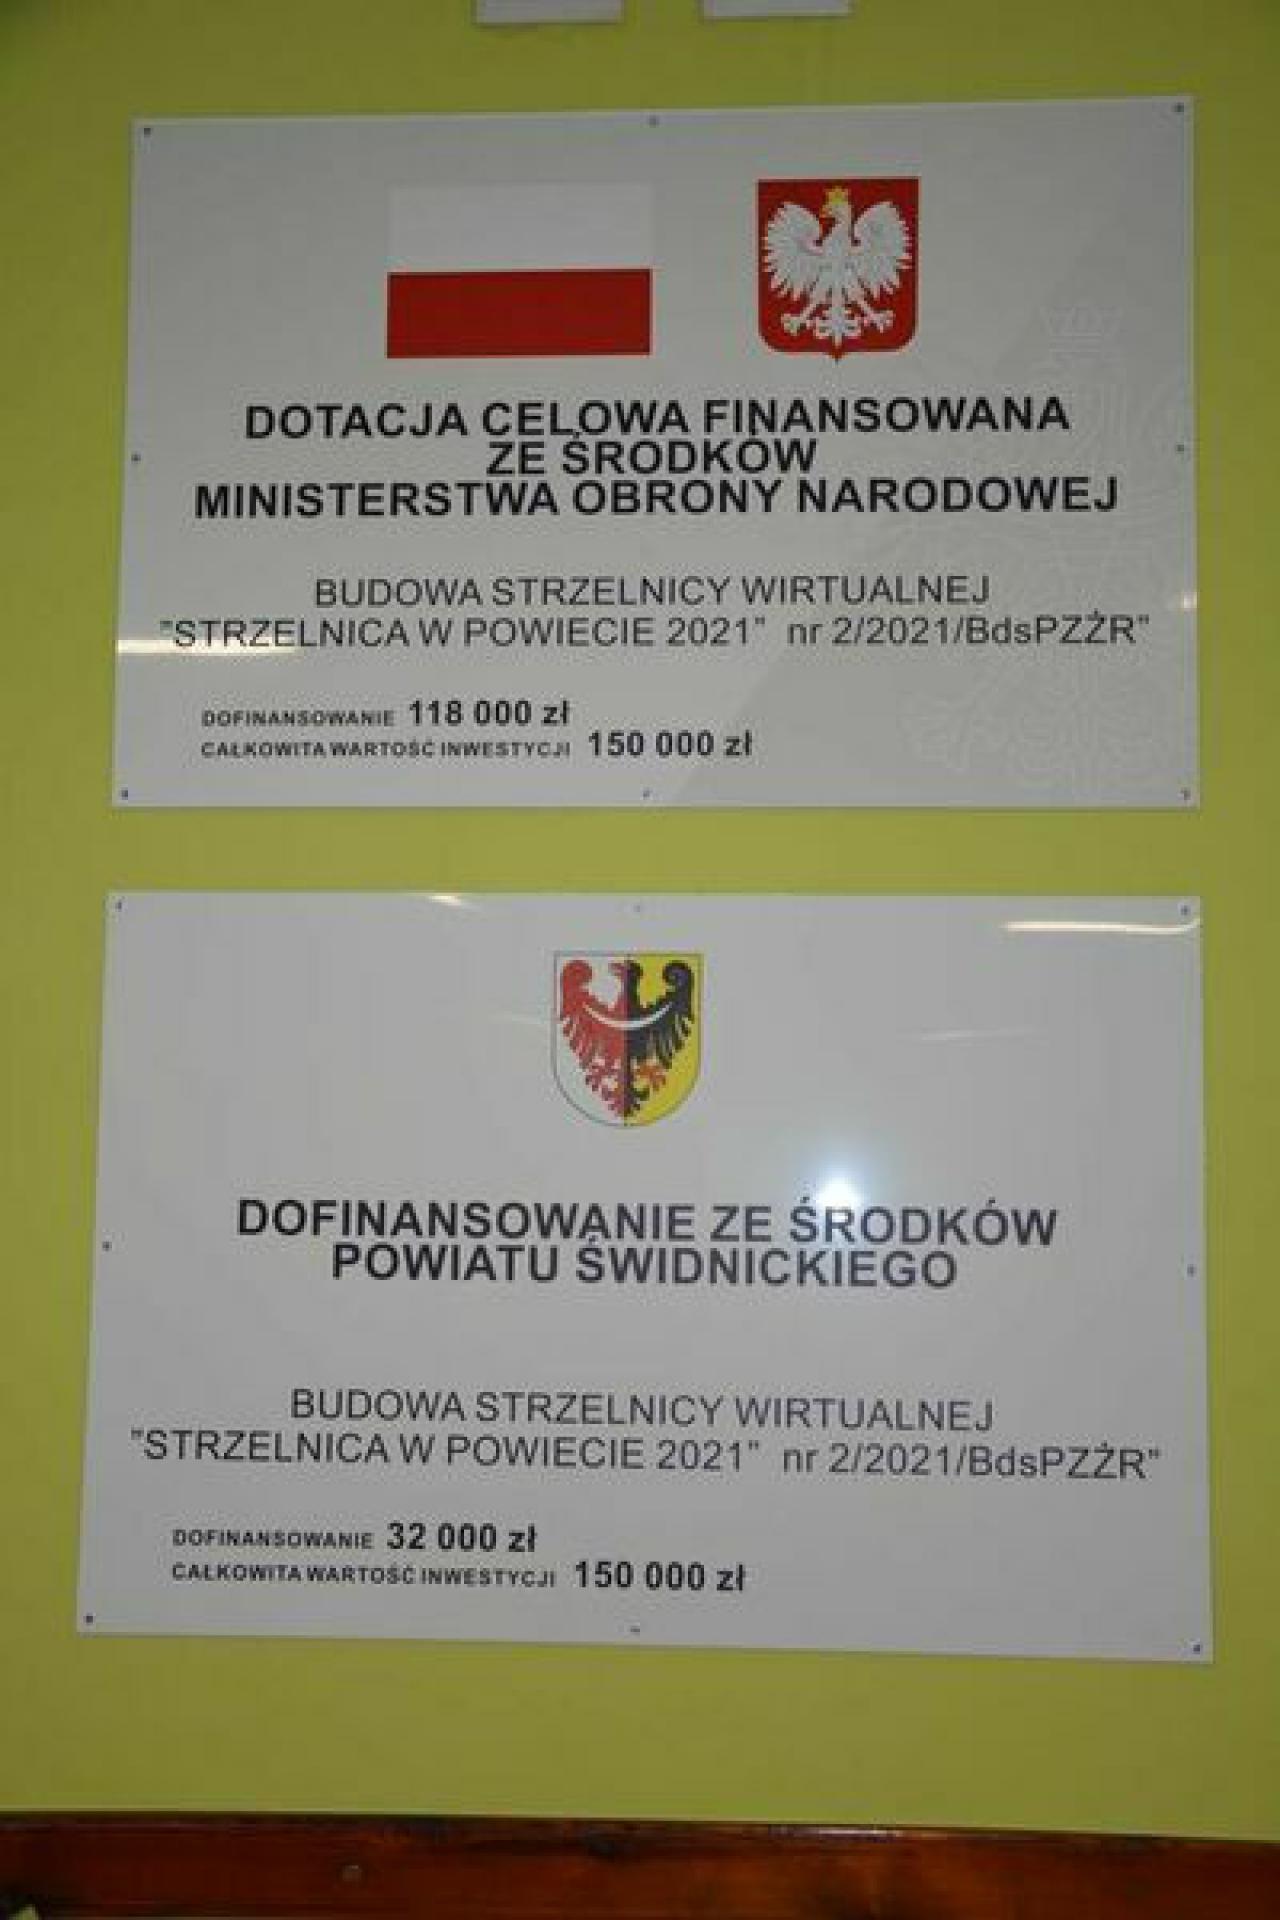 DOTACJA CELOWA FINANSOWANA
ZE ŚRODKÓW
MINISTERSTWA OBRONY NARODOWEJ
BUDOWA STRZELNICY WIRTUALNEJ
"STRZELNICA W POWIECIE 2021" nr 2/2021/BdsPZŻR"
DOFINANSOWANIE 118 000 zł
CAŁKOWITA WARTOŚĆ INWESTYCJI 150 000 zł
DOFINANSOWANIE ZE ŚRODKÓW
POWIATU ŚWIDNICKIEGO
BUDOWA STRZELNICY WIRTUALNEJ
"STRZELNICA W POWIECIE 2021" nr 2/2021/BdsPZŻR"
DOFINANSOWANIE 32 000 zł
CAŁKOWITA WARTOŚĆ INWESTYCJI 150 000 zł